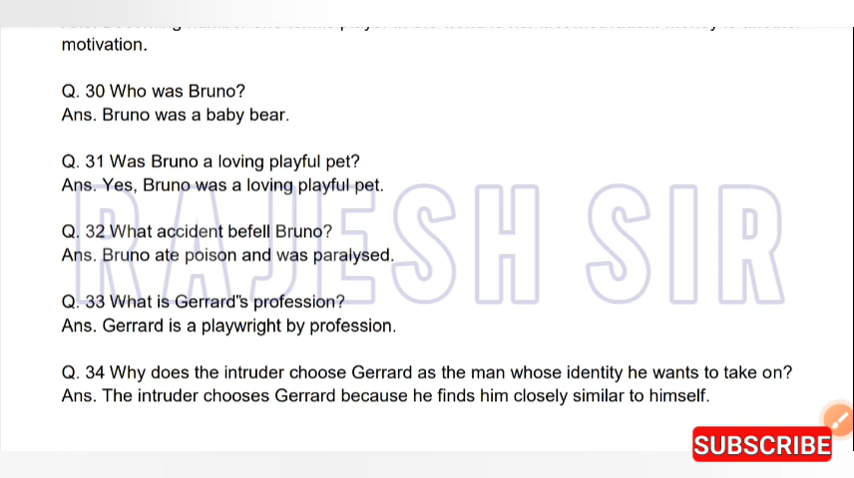 motivation.
Q. 30 Who was Bruno?
Ans. Bruno was a baby bear.
Q. 31 Was Bruno a loving playful pet?
Ans. Yes, Bruno was a loving playful pet.
RAJESH SIR
Q. 32 What accident befell Bruno?
Ans. Bruno ate poison and was paralysed.
Q. 33 What is Gerrard"s profession?
Ans. Gerrard is a playwright by profession.
Q. 34 Why does the intruder choose Gerrard as the man whose identity he wants to take on?
Ans. The intruder chooses Gerrard because he finds him closely similar to himself.
SUBSCRIBE